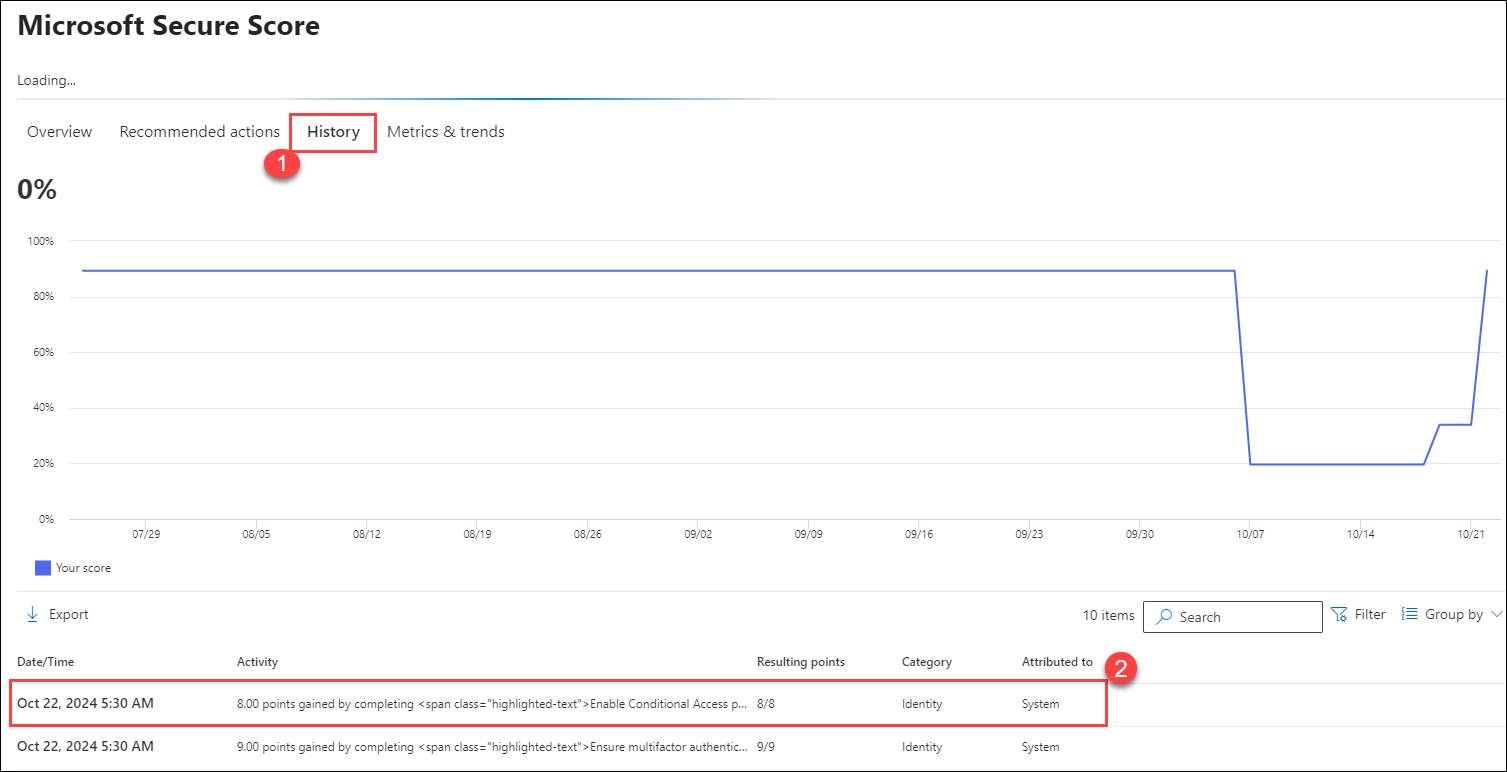 Microsoft Secure Score
Loading...
Overview Recommended actions History Metrics & trends
1
0%
100%
80%
60%
40%
20%
0%
07/29 08/05 08/12 08/19 08/26 09/02 09/09 09/16 09/23 09/30 10/07 10/14 10/21
Your score
Export 10 items Search Filter Group by
Date/Time Activity Resulting points Category Attributed to
2
Oct 22, 2024 5:30 AM 8.00 points gained by completing <span class="highlighted-text">Enable Conditional Access p... 8/8 Identity System
Oct 22, 2024 5:30 AM 9.00 points gained by completing <span class="highlighted-text">Ensure multifactor authentic... 9/9 Identity System